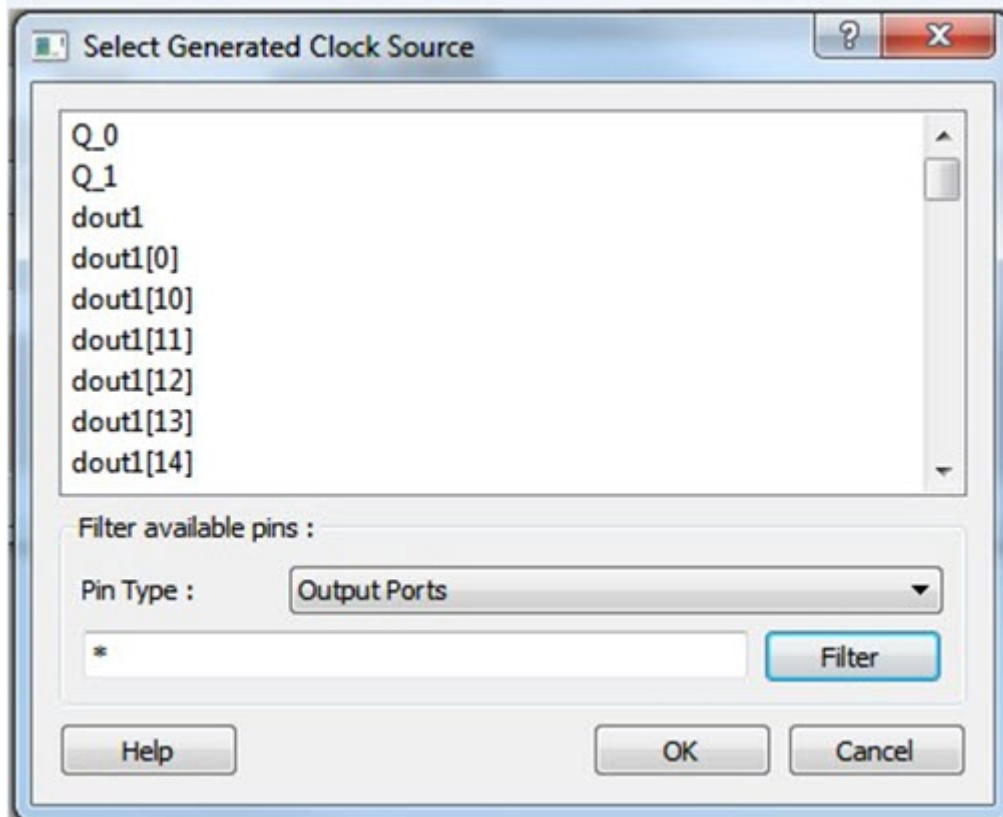 Select Generated Clock Source
?
Q_0
Q_1
dout1
dout1[0]
dout1[10]
dout1[11]
dout1[12]
dout1[13]
dout1[14]
Filter available pins :
Pin Type : Output Ports
* Filter
Help OK Cancel